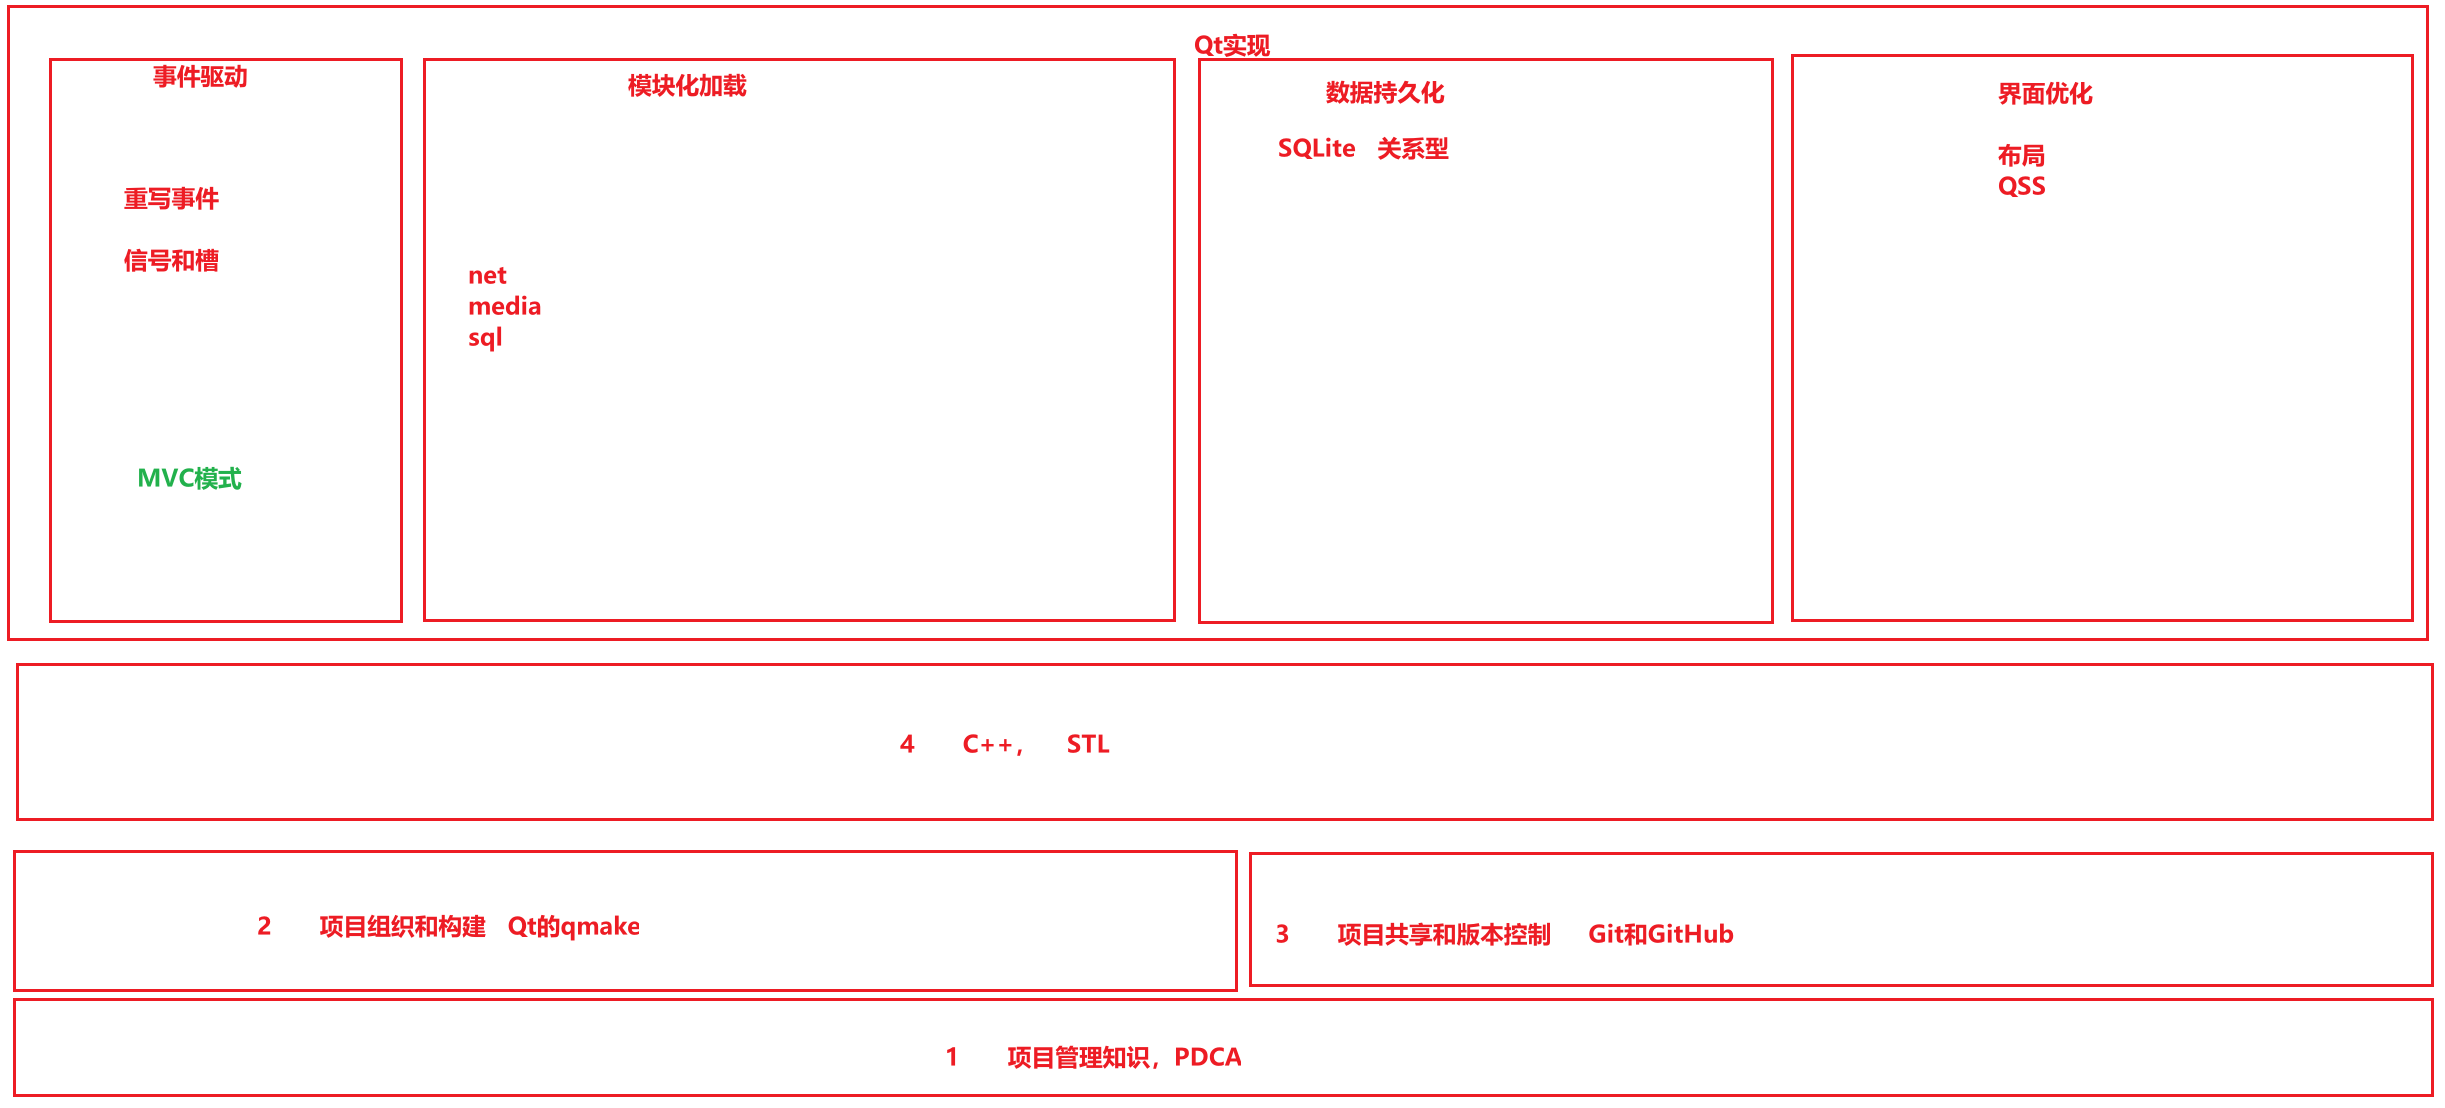 Qt实现
事件驱动
重写事件
信号和槽
MVC模式
模块化加载
net
media
sql
数据持久化
SQLite 关系型
界面优化
布局
QSS
4 C++， STL
2 项目组织和构建 Qt的qmake
3 项目共享和版本控制 Git和GitHub
1 项目管理知识，PDCA